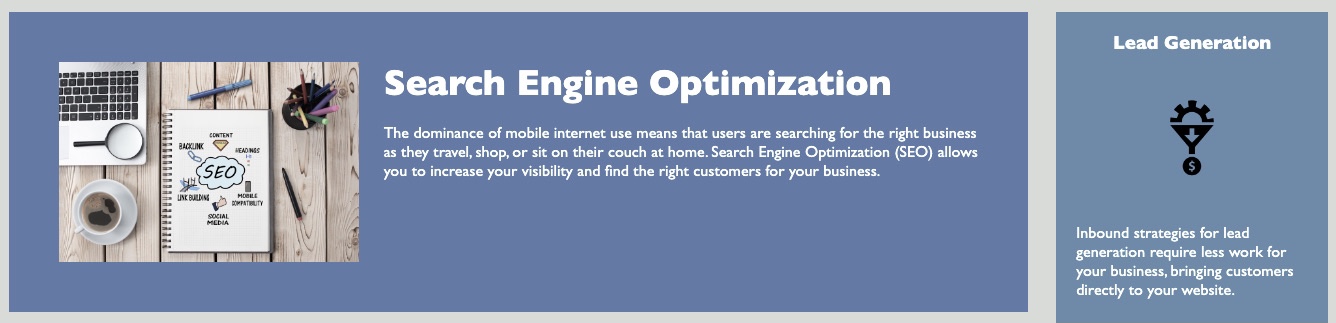 Search Engine Optimization
The dominance of mobile internet use means that users are searching for the right business
as they travel, shop, or sit on their couch at home. Search Engine Optimization (SEO) allows
you to increase your visibility and find the right customers for your business.
CONTENT
BACKLINK
HEADINGS
SEO
LINK BUILDING
MOBILE
COMPATIBILITY
SOCIAL
MEDIA
Lead Generation
$
Inbound strategies for lead
generation require less work for
your business, bringing customers
directly to your website.